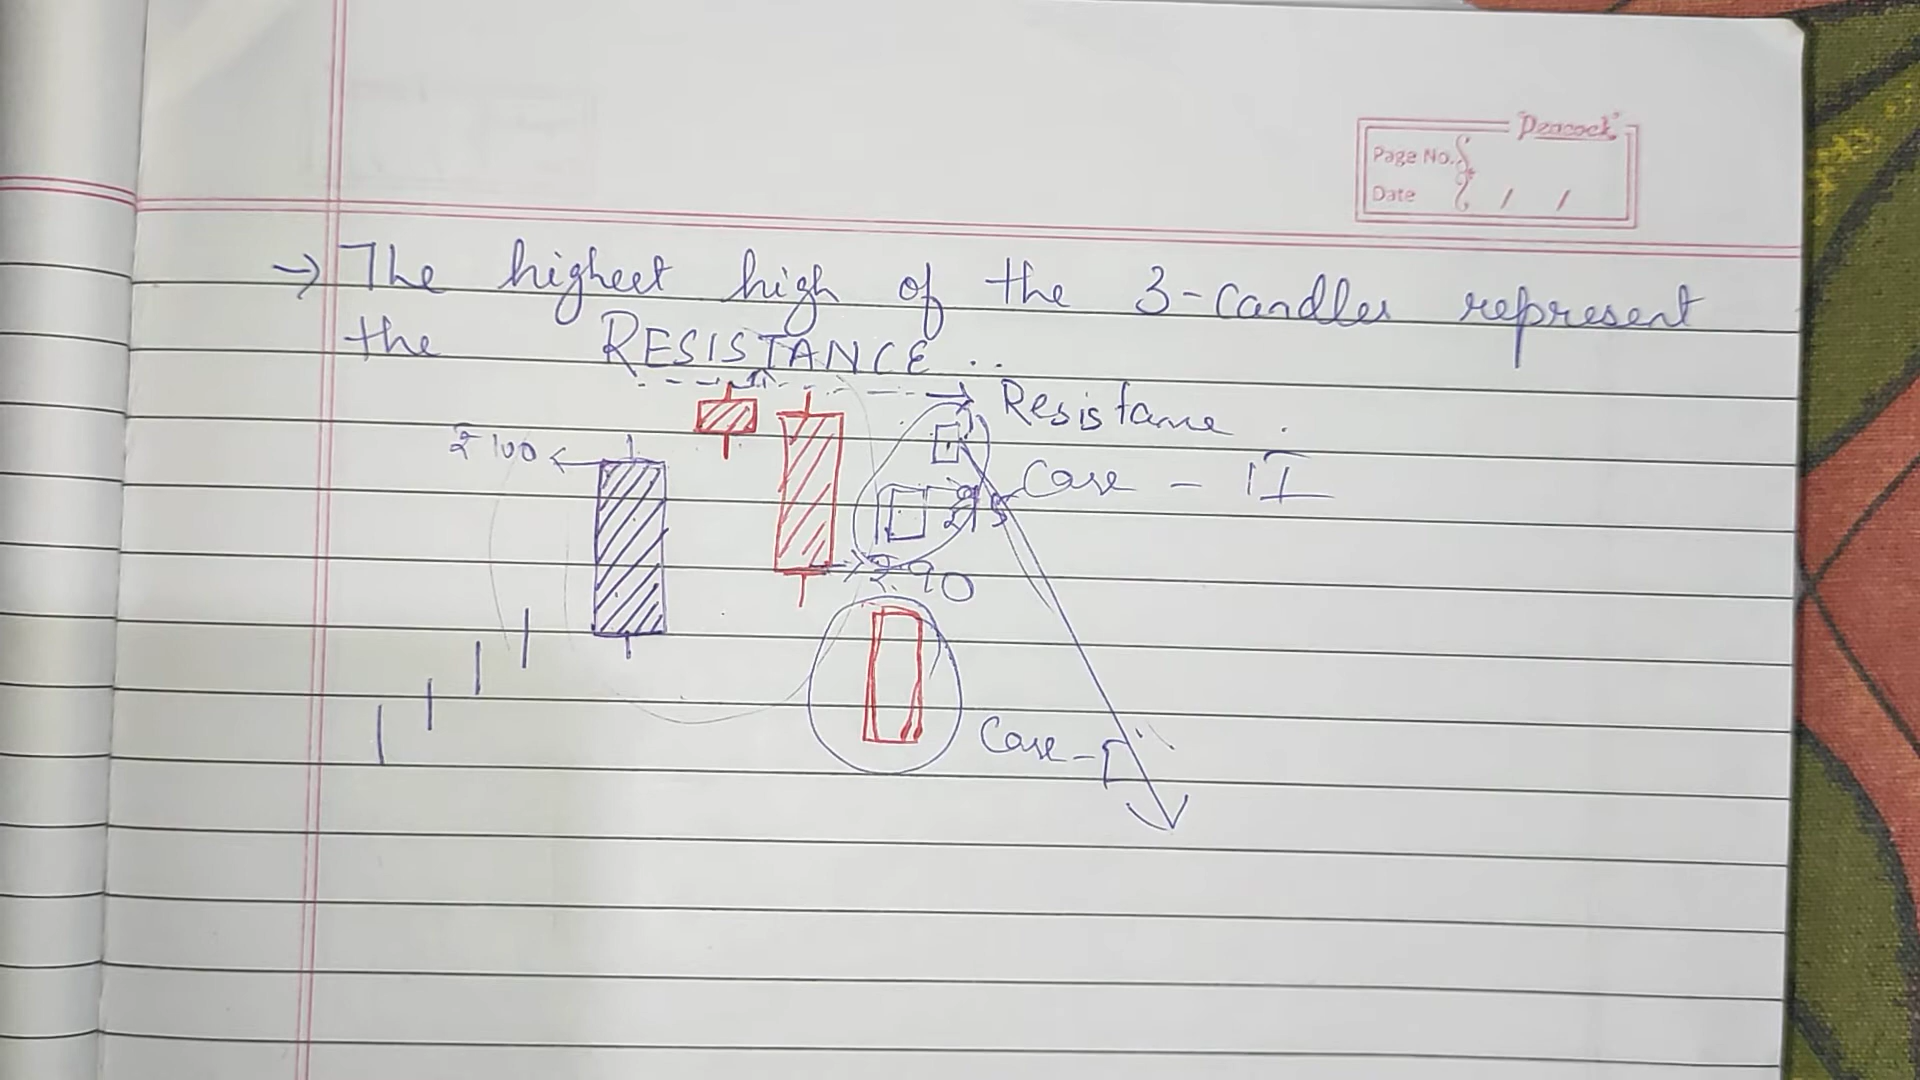 "Peacock"
Page No.
Date / /
→ The highest high of the 3-candles represent
the RESISTANCE..
Resistance.
₹100
Case - II
95
₹90
Case - I